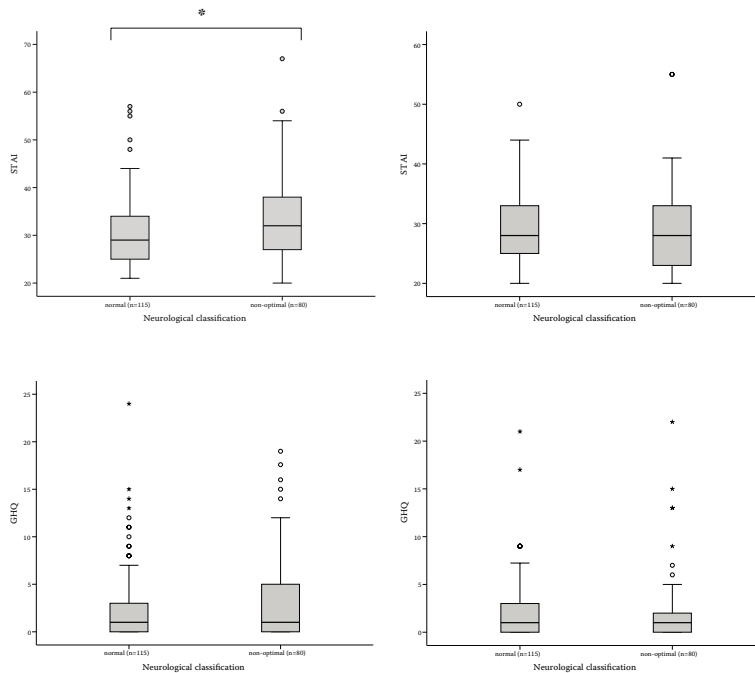 *
70
60
50
40
30
20
STAI
normal (n=115)
non-optimal (n=80)
Neurological classification
60
50
40
30
20
STAI
normal (n=115)
non-optimal (n=80)
Neurological classification
25
20
15
10
5
0
GHQ
normal (n=115)
non-optimal (n=80)
Neurological classification
25
20
15
10
5
0
GHQ
normal (n=115)
non-optimal (n=80)
Neurological classification